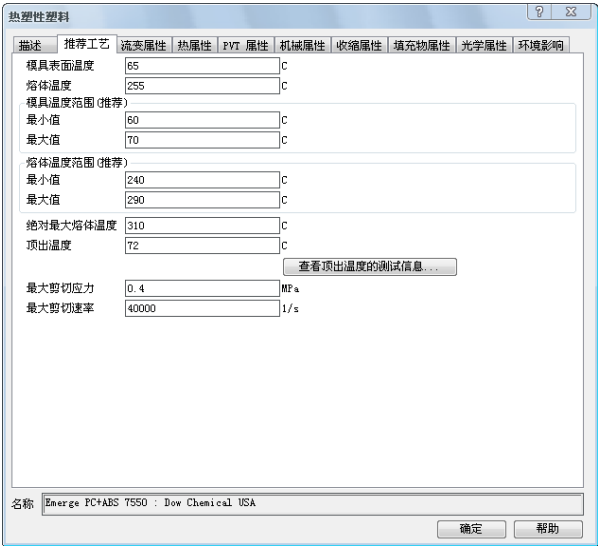 热塑性塑料
描述 推荐工艺 流变属性 热属性 PVT 属性 机械属性 收缩属性 填充物属性 光学属性 环境影响
模具表面温度 65 C
熔体温度 255 C
模具温度范围(推荐)
最小值 60 C
最大值 70 C
熔体温度范围(推荐)
最小值 240 C
最大值 290 C
绝对最大熔体温度 310 C
顶出温度 72 C
查看顶出温度的测试信息...
最大剪切应力 0.4 MPa
最大剪切速率 40000 1/s
名称 Emerge PC+ABS 7550 : Dow Chemical USA
确定 帮助